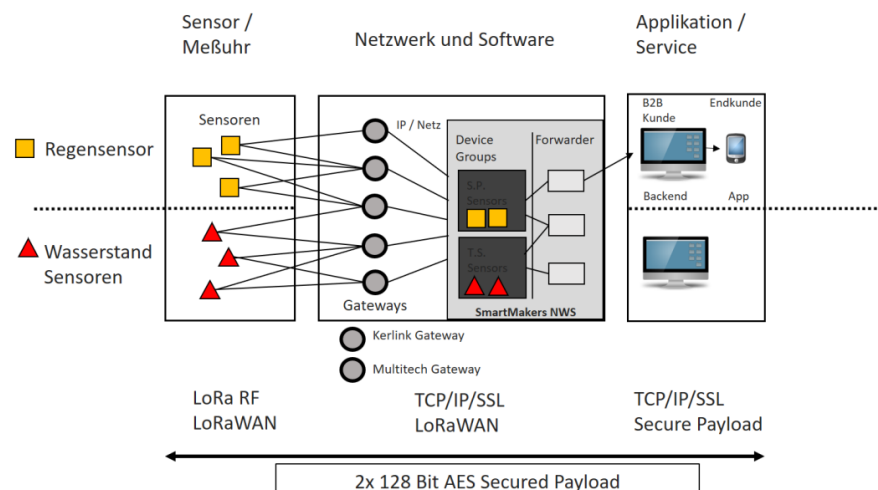 Sensor /
Meßuhr
Netzwerk und Software
Applikation /
Service
Sensoren
IP / Netz
Device
Groups
Forwarder
B2B
Kunde
Endkunde
Regensensor
S.P.
Sensors
Backend
App
Wasserstand
Sensoren
T.S.
Sensors
Gateways
SmartMakers NWS
Kerlink Gateway
Multitech Gateway
LoRa RF
LoRaWAN
TCP/IP/SSL
LoRaWAN
TCP/IP/SSL
Secure Payload
2x 128 Bit AES Secured Payload